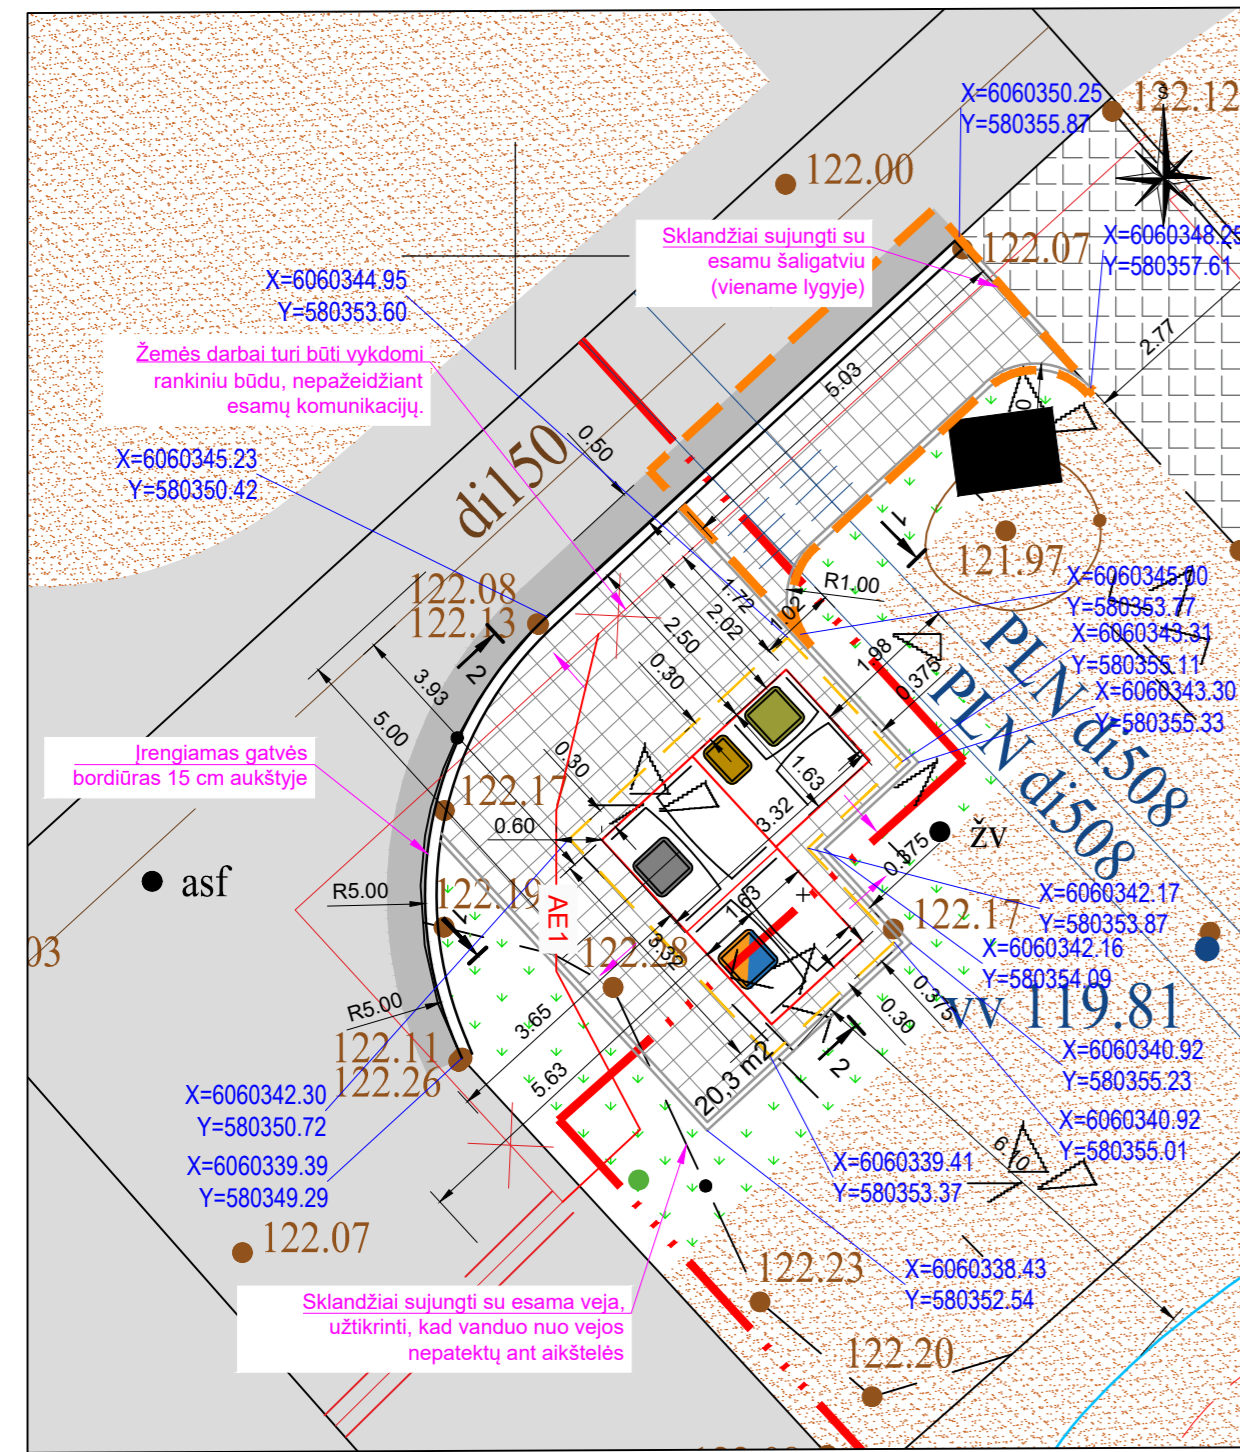 X=6060350.25
Y=580355.87
122.12
S
122.00
Sklandžiai sujungti su
esamu šaligatviu
(viename lygyje)
122.07
X=6060348.25
Y=580357.61
X=6060344.95
Y=580353.60
Žemės darbai turi būti vykdomi
rankiniu būdu, nepažeidžiant
esamų komunikacijų.
2.77
5.03
0.50
di150
X=6060345.23
Y=580350.42
1
121.97
122.08
122.13
R1.00
X=6060345.00
Y=580353.77
1.72
2.02
1.02
2.50
0.30
1.98
0.375
X=6060343.31
Y=580355.11
X=6060343.30
Y=580355.33
PLN di508
PLN di508
2
3.93
5.00
Įrengiamas gatvės
bordiūras 15 cm aukštyje
0.30
0.60
1.63
3.32
122.17
0.375
žv
asf
R5.00
122.19
1
AE1
1.63
X=6060342.17
Y=580353.87
122.17
X=6060342.16
Y=580354.09
03
122.28
3.32
R5.00
3.65
5.63
0.375
0.30
vv 119.81
122.11
122.26
20,3 m2
2
X=6060340.92
Y=580355.23
X=6060342.30
Y=580350.72
X=6060340.92
Y=580355.01
6.10
X=6060339.39
Y=580349.29
X=6060339.41
Y=580353.37
122.07
122.23
X=6060338.43
Y=580352.54
Sklandžiai sujungti su esama veja,
užtikrinti, kad vanduo nuo vejos
nepatektų ant aikštelės
122.20